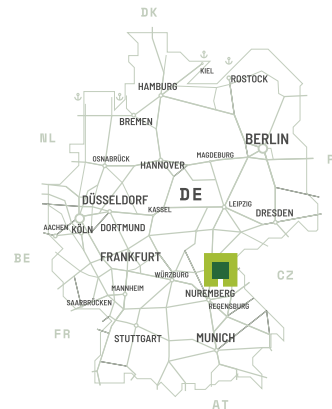 DK
KIEL
ROSTOCK
HAMBURG
BREMEN
NL
BERLIN
OSNABRÜCK
HANNOVER
MAGDEBURG
P
DE
DÜSSELDORF
KASSEL
LEIPZIG
DRESDEN
AACHEN
KÖLN
DORTMUND
BE
FRANKFURT
WÜRZBURG
CZ
MANNHEIM
NUREMBERG
SAARBRÜCKEN
REGENSBURG
FR
STUTTGART
MUNICH
AT